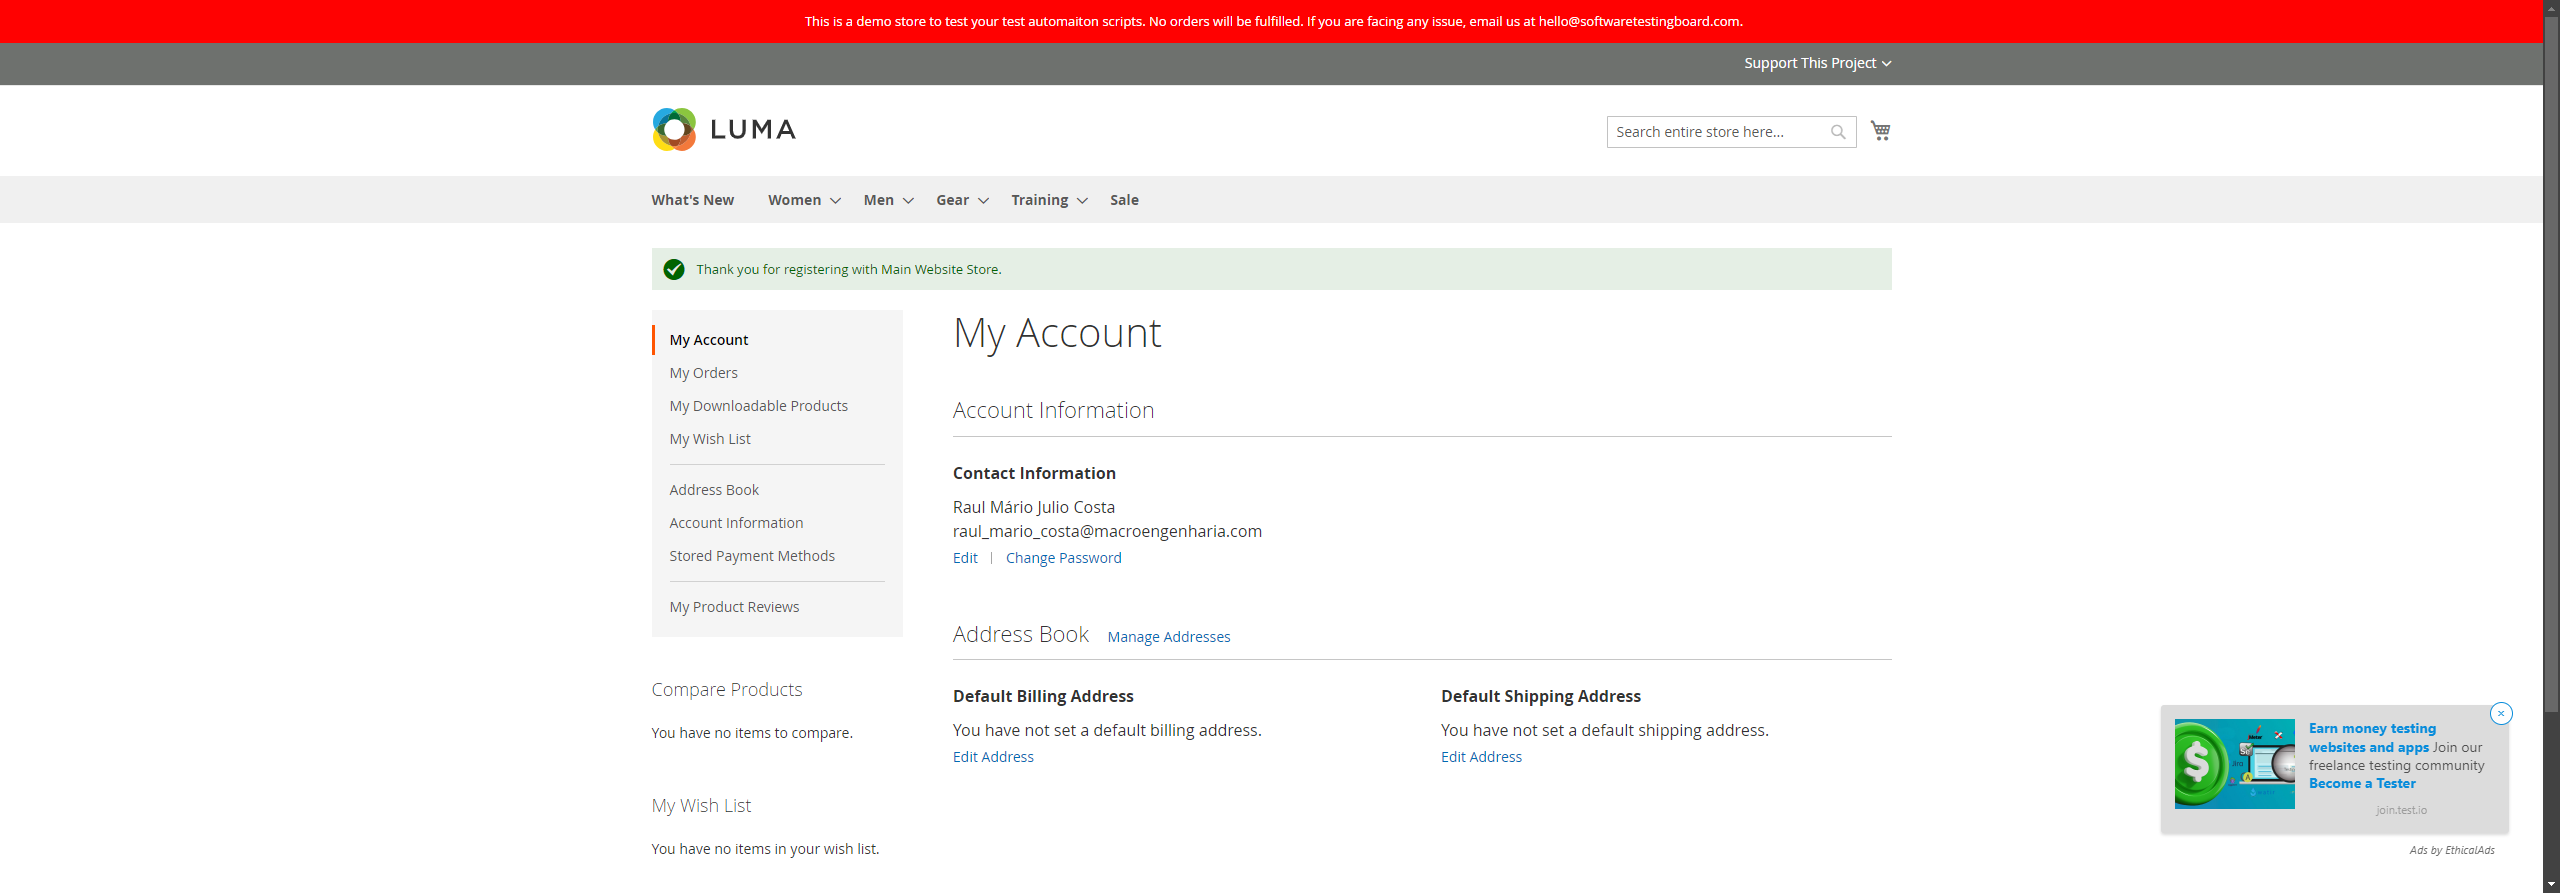 This is a demo store to test your test automaiton scripts. No orders will be fulfilled. If you are facing any issue, email us at hello@softwaretestingboard.com.
Support This Project
LUMA
Search entire store here...
What's New Women Men Gear Training Sale
Thank you for registering with Main Website Store.
My Account
My Orders
My Downloadable Products
My Wish List
Address Book
Account Information
Stored Payment Methods
My Product Reviews
Compare Products
You have no items to compare.
My Wish List
You have no items in your wish list.
My Account
Account Information
Contact Information
Raul Mário Julio Costa
raul_mario_costa@macroengenharia.com
Edit | Change Password
Address Book Manage Addresses
Default Billing Address
You have not set a default billing address.
Edit Address
Default Shipping Address
You have not set a default shipping address.
Edit Address
Earn money testing
websites and apps Join our
freelance testing community
Become a Tester
join.test.io
Ads by EthicalAds